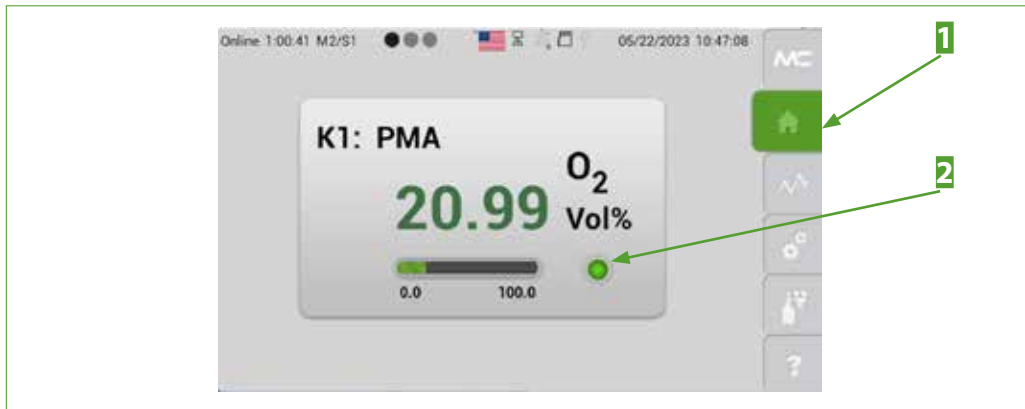 Online 1:00.41 M2/S1 05/22/2023 10:47:08
MC
1
K1: PMA
O₂
20.99 Vol%
0.0 100.0
2
?